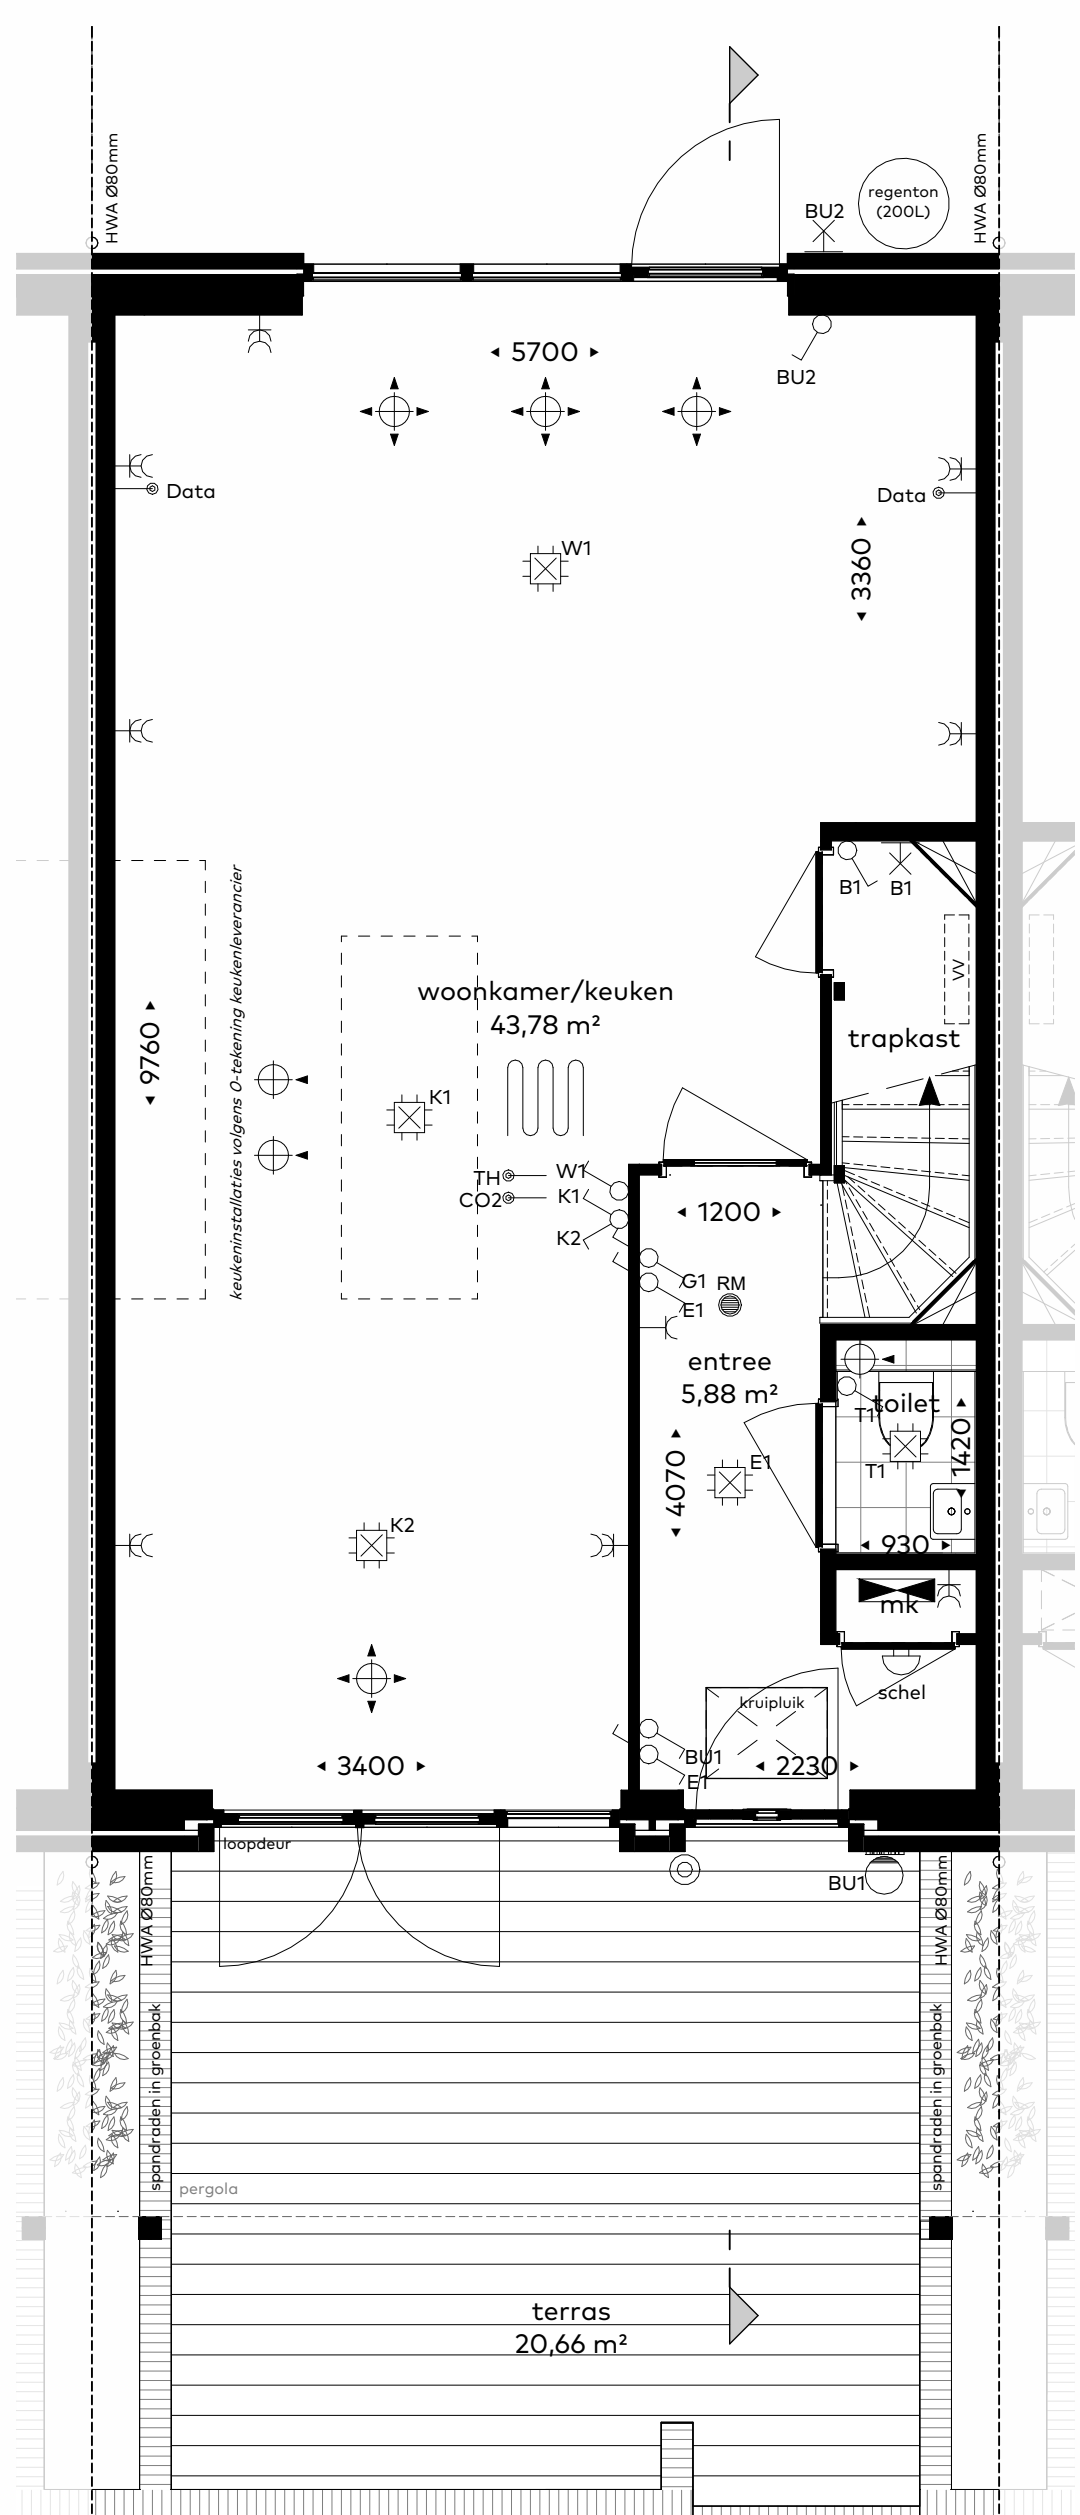 HWA Ø80mm
HWA Ø80mm
regenton
(200L)
BU2
5700
BU2
Data
Data
W1
3360
B1
B1
VV
woonkamer/keuken
43,78 m²
trapkast
9760
keukeninstallaties volgens 0-tekening keukenleverancier
K1
TH
W1
CO2
K1
K2
1200
G1
RM
E1
entree
5,88 m²
toilet
T1
1420
4070
E1
T1
K2
930
mk
schel
kruipluik
BU1
3400
2230
E1
loopdeur
BU1
HWA Ø80mm
HWA Ø80mm
spandraden in groenbak
spandraden in groenbak
pergola
terras
20,66 m²